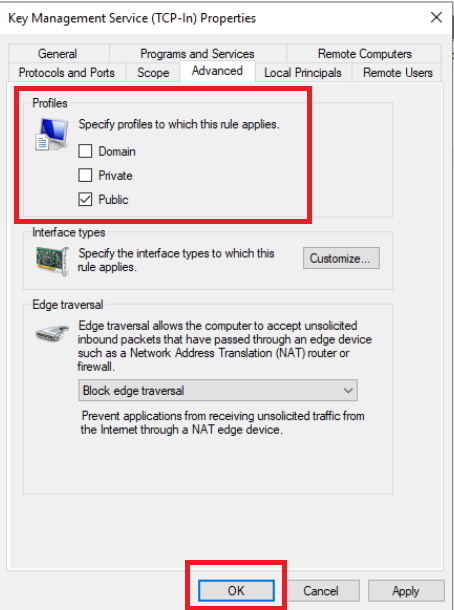 Key Management Service (TCP-In) Properties
General Programs and Services Remote Computers
Protocols and Ports Scope Advanced Local Principals Remote Users
Profiles
Specify profiles to which this rule applies.
Domain
Private
Public
Interface types
Specify the interface types to which this
rule applies.
Customize...
Edge traversal
Edge traversal allows the computer to accept unsolicited
inbound packets that have passed through an edge device
such as a Network Address Translation (NAT) router or
firewall.
Block edge traversal
Prevent applications from receiving unsolicited traffic from
the Internet through a NAT edge device.
OK Cancel Apply